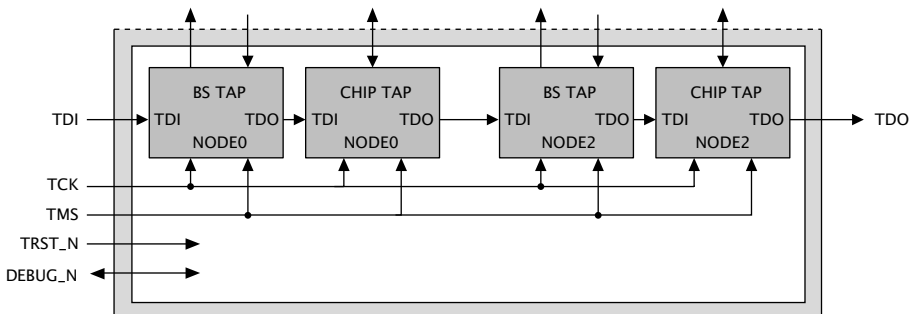 BS TAP CHIP TAP BS TAP CHIP TAP
TDI TDI TDO TDI TDO TDI TDO TDI TDO TDO
NODE0 NODE0 NODE2 NODE2
TCK
TMS
TRST_N
DEBUG_N